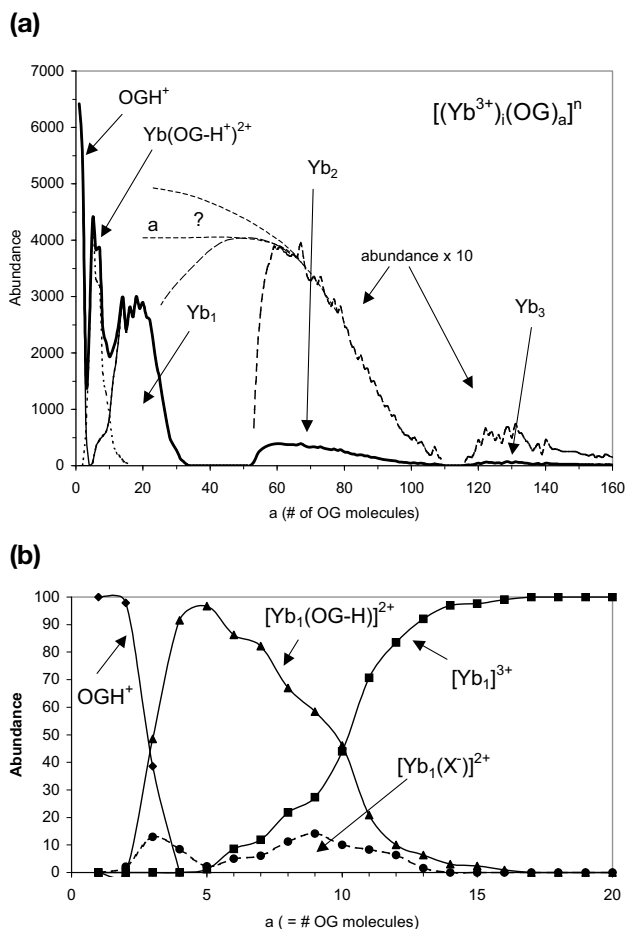 (a)
7000
6000
5000
4000
3000
2000
1000
0
Abundance
OGH⁺
Yb(OG-H⁺)²⁺
[(Yb³⁺)ᵢ(OG)ₐ]ⁿ
Yb₂
a ?
abundance x 10
Yb₁
Yb₃
0 20 40 60 80 100 120 140 160
a (# of OG molecules)
(b)
100
90
80
70
60
50
40
30
20
10
0
Abundance
[Yb₁(OG-H)]²⁺
OGH⁺
[Yb₁]³⁺
[Yb₁(X⁻)]²⁺
0 5 10 15 20
a ( = # OG molecules)